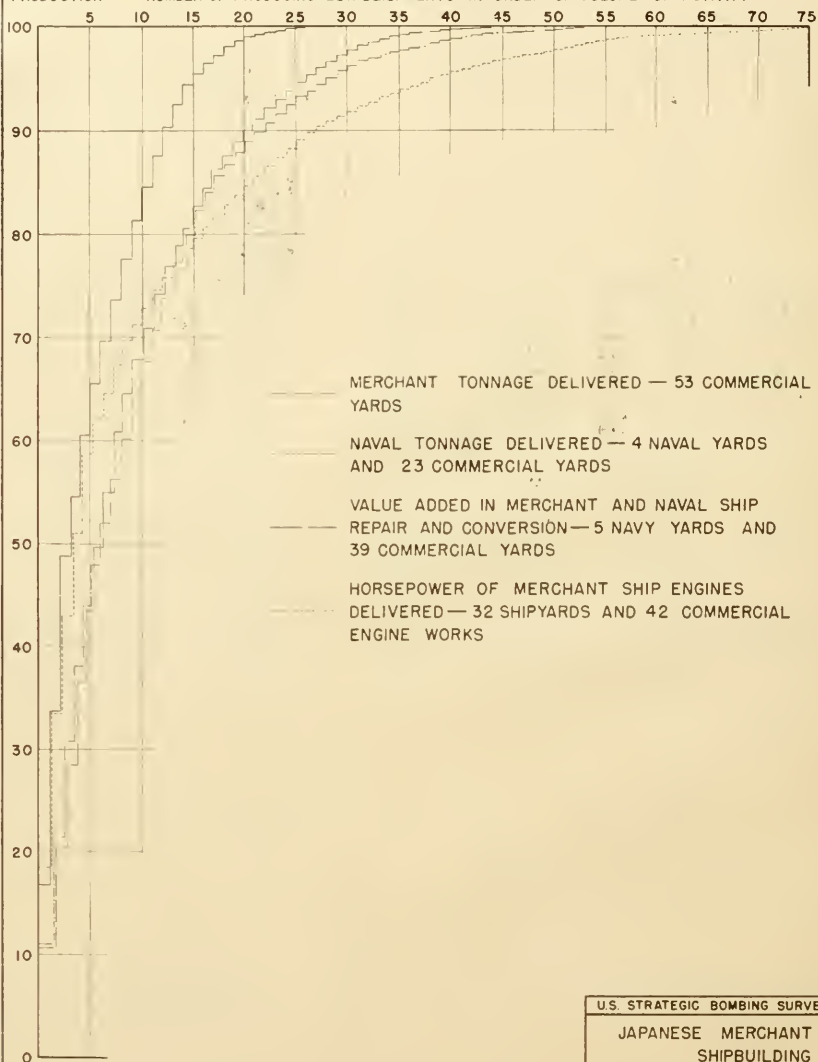 5 10 15 20 25 30 35 40 45 50 55 60 65 70 75
100
90
80
70
MERCHANT TONNAGE DELIVERED — 53 COMMERCIAL
YARDS
60
NAVAL TONNAGE DELIVERED — 4 NAVAL YARDS
AND 23 COMMERCIAL YARDS
VALUE ADDED IN MERCHANT AND NAVAL SHIP
50
REPAIR AND CONVERSION — 5 NAVY YARDS AND
39 COMMERCIAL YARDS
HORSEPOWER OF MERCHANT SHIP ENGINES
DELIVERED — 32 SHIPYARDS AND 42 COMMERCIAL
ENGINE WORKS
40
30
20
10
U.S. STRATEGIC BOMBING SURVE
JAPANESE MERCHANT
SHIPBUILDING
0